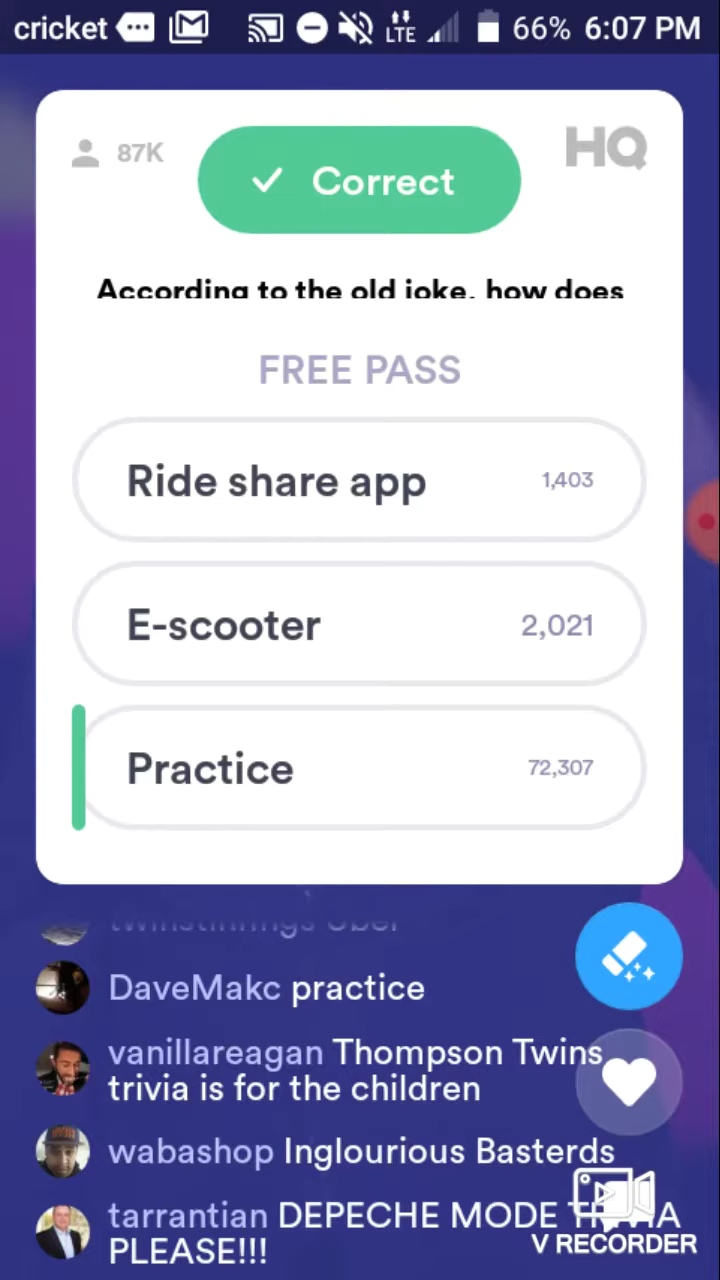 cricket LTE 66% 6:07 PM
87K Correct HQ
According to the old joke, how does
FREE PASS
Ride share app 1,403
E-scooter 2,021
Practice 72,307
DaveMakc practice
vanillareagan Thompson Twins
trivia is for the children
wabashop Inglourious Basterds
tarrantian DEPECHE MODE TRIVIA
PLEASE!!!
V RECORDER